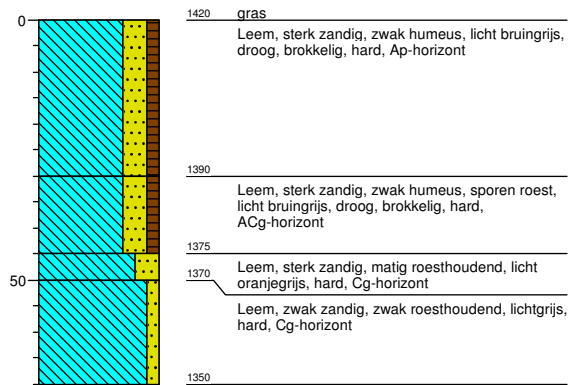 0
1420 gras
Leem, sterk zandig, zwak humeus, licht bruingrijs,
droog, brokkelig, hard, Ap-horizont
1390
Leem, sterk zandig, zwak humeus, sporen roest,
licht bruingrijs, droog, brokkelig, hard,
ACg-horizont
1375
Leem, sterk zandig, matig roesthoudend, licht
oranjegrijs, hard, Cg-horizont
50
1370
Leem, zwak zandig, zwak roesthoudend, lichtgrijs,
hard, Cg-horizont
1350